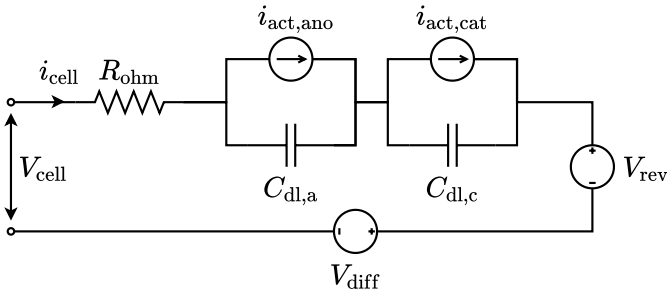 i_act,ano
i_act,cat
i_cell
R_ohm
V_cell
C_dl,a
C_dl,c
+
-
V_rev
- +
V_diff